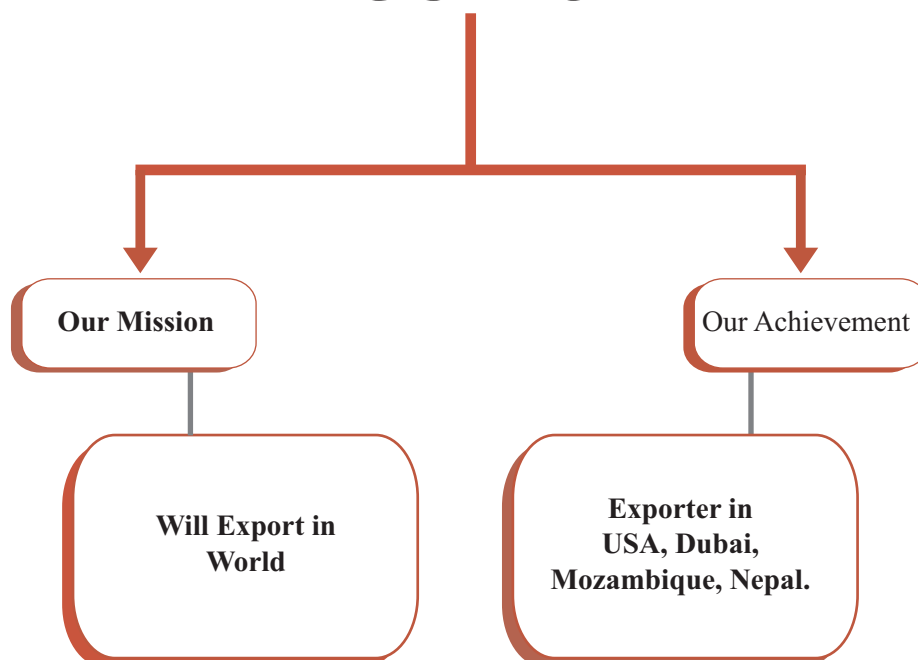 Our Mission
Our Achievement
Will Export in
World
Exporter in
USA, Dubai,
Mozambique, Nepal.